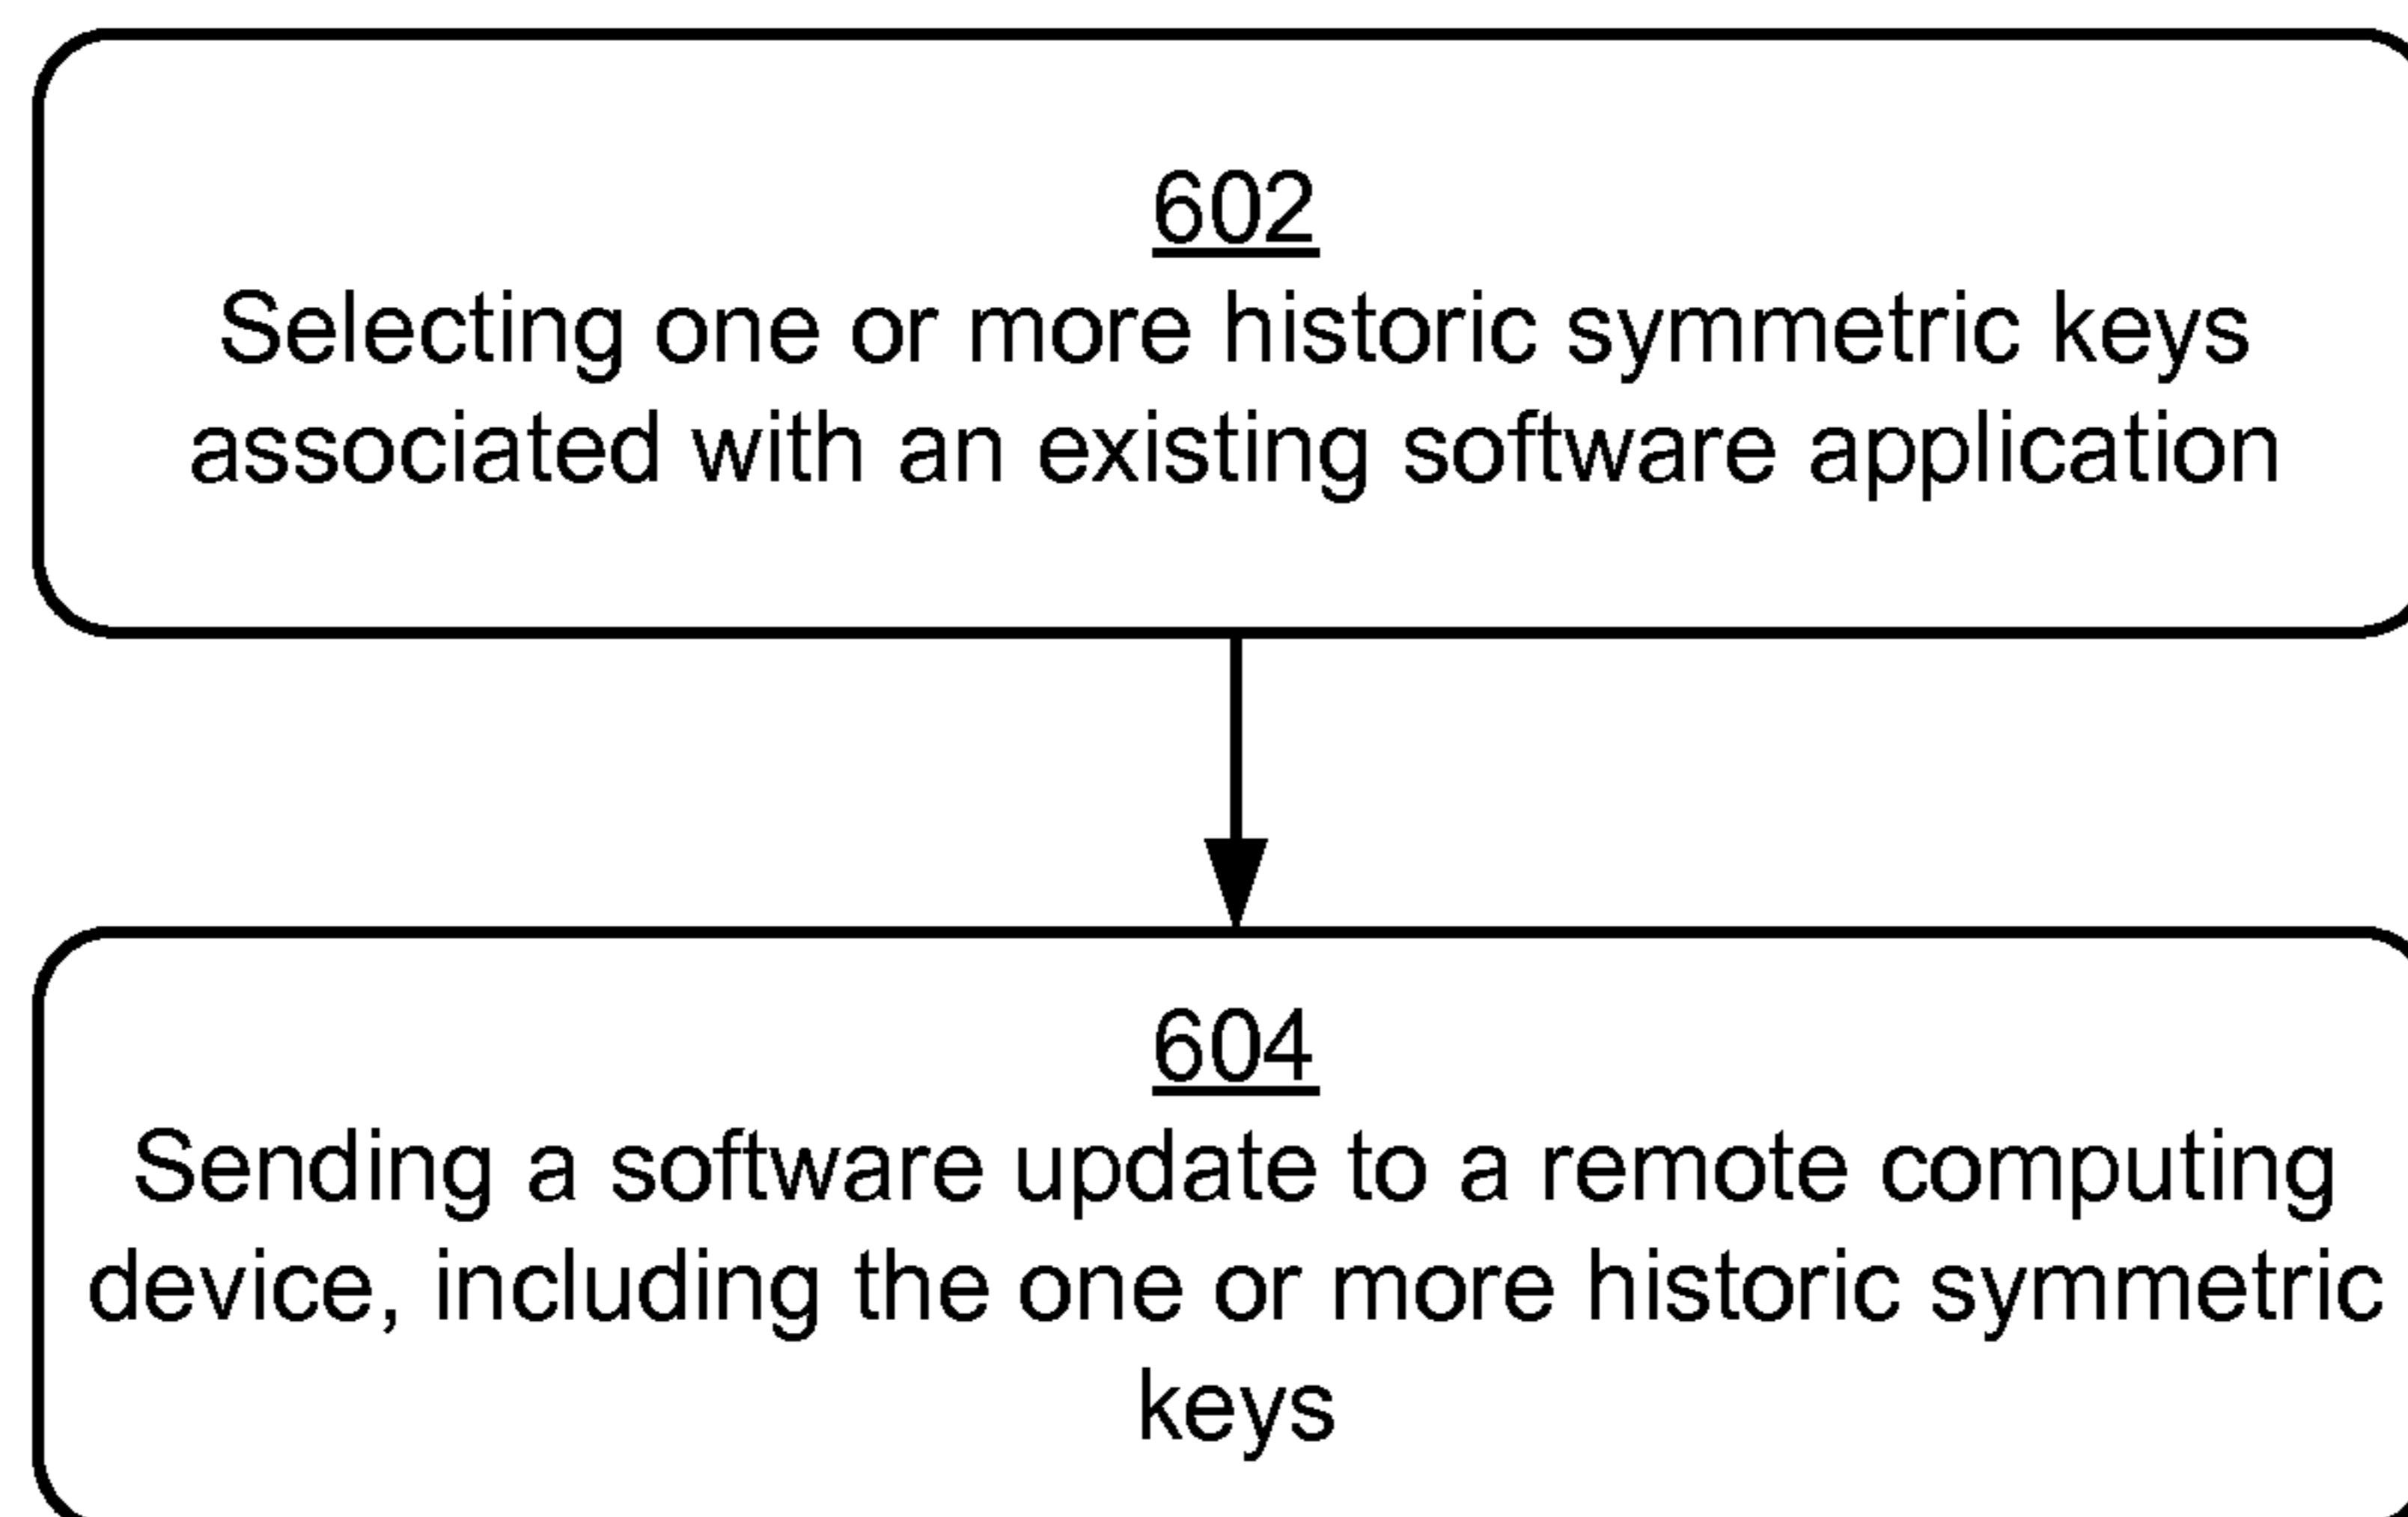 602
Selecting one or more historic symmetric keys
associated with an existing software application
604
Sending a software update to a remote computing
device, including the one or more historic symmetric
keys